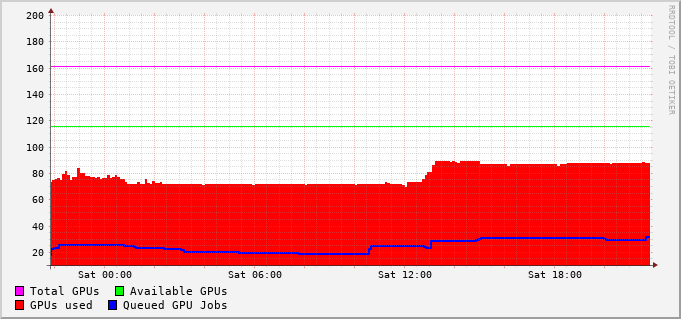 200
180
160
140
120
100
80
60
40
20
Sat 00:00 Sat 06:00 Sat 12:00 Sat 18:00
Total GPUs Available GPUs
GPUs used Queued GPU Jobs
RRDTOOL / TOBI OETIKER